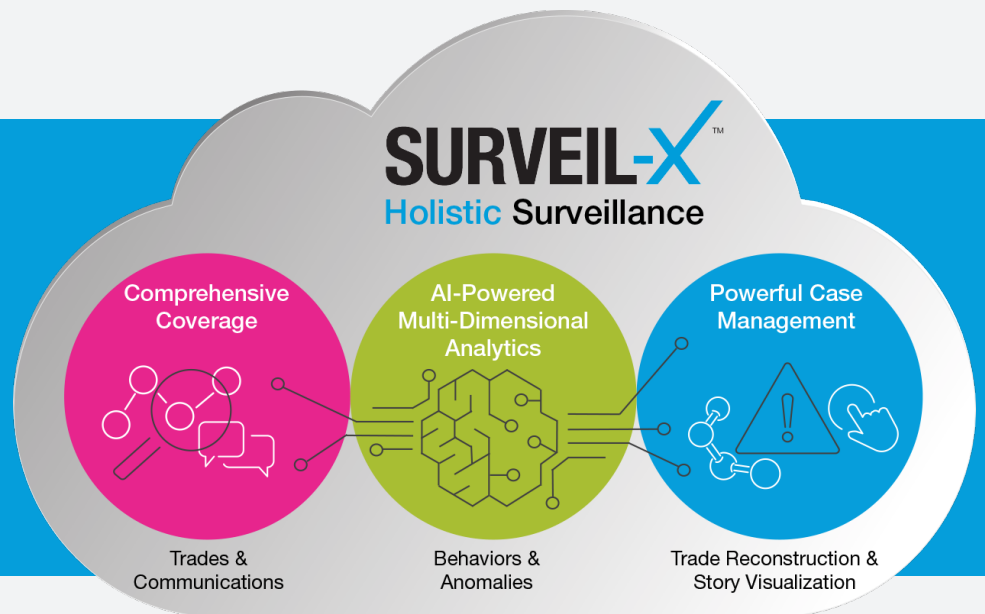 SURVEIL-X™
Holistic Surveillance
Comprehensive
Coverage
AI-Powered
Multi-Dimensional
Analytics
Powerful Case
Management
Trades &
Communications
Behaviors &
Anomalies
Trade Reconstruction &
Story Visualization